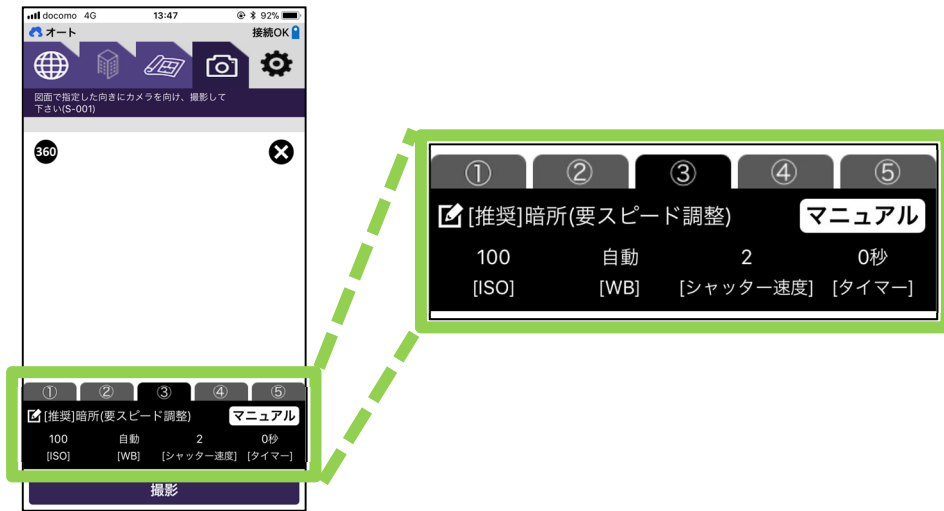 docomo 4G 13:47 92%
オート 接続OK
図面で指定した向きにカメラを向け、撮影して
下さい(S-001)
360
① ② ③ ④ ⑤
[推奨]暗所(要スピード調整) マニュアル
100 自動 2 0秒
[ISO] [WB] [シャッター速度] [タイマー]
撮影
① ② ③ ④ ⑤
[推奨]暗所(要スピード調整) マニュアル
100 自動 2 0秒
[ISO] [WB] [シャッター速度] [タイマー]